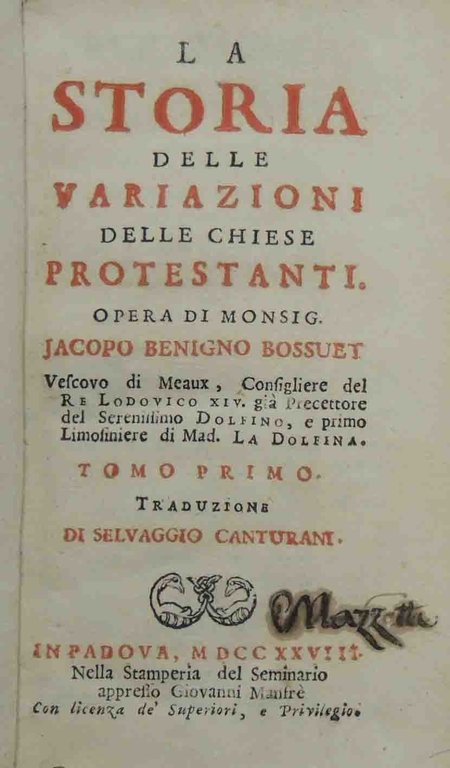 LA
STORIA
DELLE
VARIAZIONI
DELLE CHIESE
PROTESTANTI.
OPERA DI MONSIG.
JACOPO BENIGNO BOSSUET
Veſcovo di Meaux, Conſigliere del
RE LODOVICO XIV. già Precettore
del Sereniſſimo DOLFINO, e primo
Limoſiniere di Mad. LA DOLFINA.
TOMO PRIMO.
TRADUZIONE
DI SELVAGGIO CANTURANI.
Mazzetta
IN PADOVA, MDCCXXVIII.
Nella Stamperia del Seminario
appreſſo Giovanni Manfrè
Con licenza de' Superiori, e Privilegio.